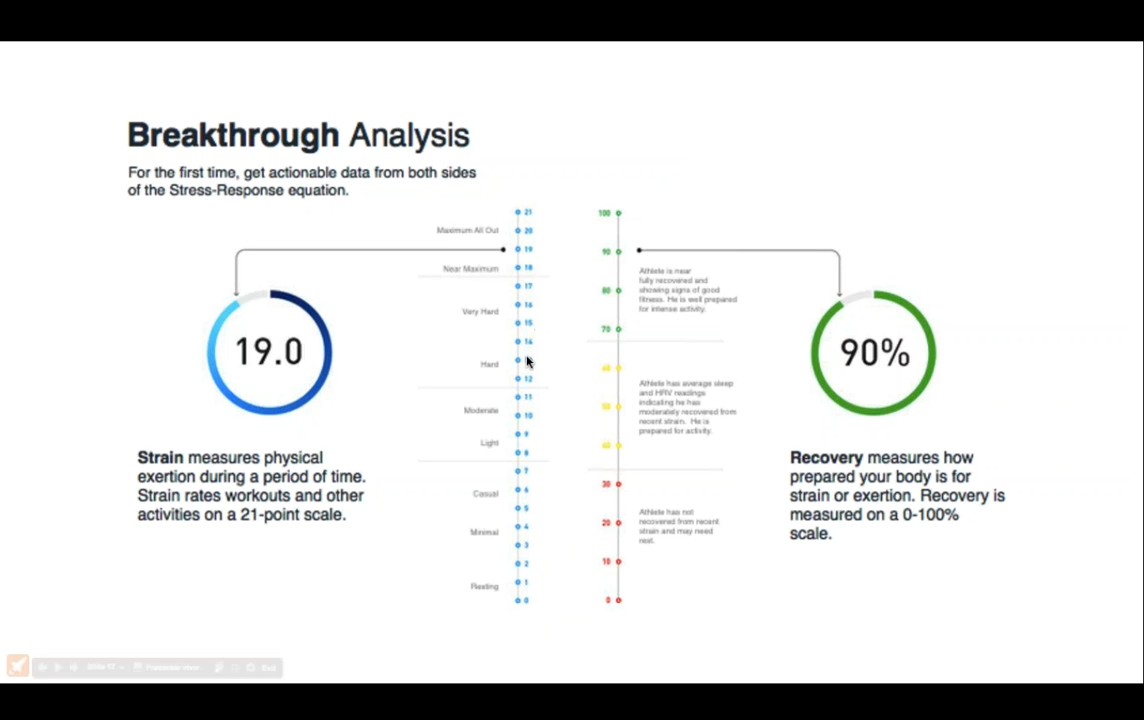 Breakthrough Analysis
For the first time, get actionable data from both sides
of the Stress-Response equation.
19.0
Strain measures physical
exertion during a period of time.
Strain rates workouts and other
activities on a 21-point scale.
Maximum All Out
Near Maximum
Very Hard
Hard
Moderate
Light
Casual
Minimal
Resting
21
20
19
18
17
16
15
14
12
11
10
9
8
7
6
5
4
3
2
1
0
100
90
80
70
60
50
40
30
20
10
0
Athlete is near
fully recovered and
showing signs of good
fitness. He is well prepared
for intense activity.
Athlete has average sleep
and HRV readings
indicating he has
moderately recovered from
recent strain. He is
prepared for activity.
Athlete has not
recovered from recent
strain and may need
rest.
90%
Recovery measures how
prepared your body is for
strain or exertion. Recovery is
measured on a 0-100%
scale.